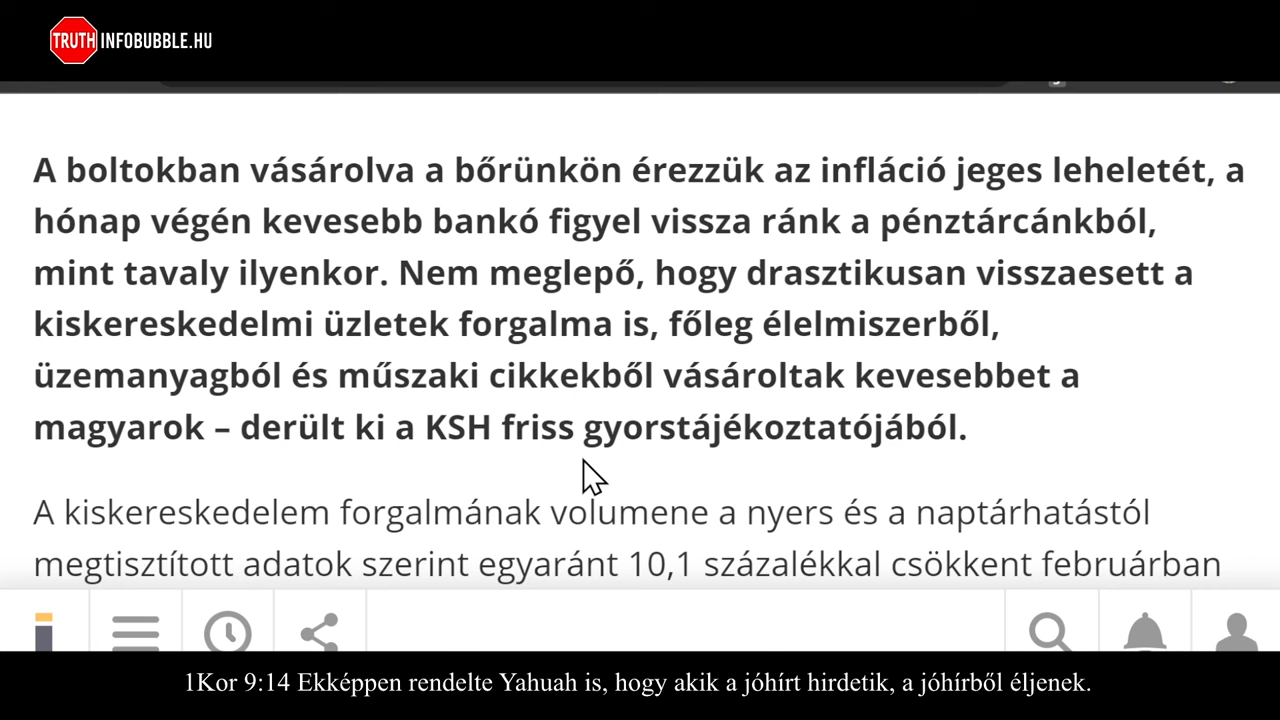 TRUTH INFOBUBBLE.HU
A boltokban vásárolva a bőrünkön érezzük az infláció jeges leheletét, a
hónap végén kevesebb bankó figyel vissza ránk a pénztárcánkból,
mint tavaly ilyenkor. Nem meglepő, hogy drasztikusan visszaesett a
kiskereskedelmi üzletek forgalma is, főleg élelmiszerből,
üzemanyagból és műszaki cikkekből vásároltak kevesebbet a
magyarok – derült ki a KSH friss gyorstájékoztatójából.
A kiskereskedelem forgalmának volumene a nyers és a naptárhatástól
megtisztított adatok szerint egyaránt 10,1 százalékkal csökkent februárban
1Kor 9:14 Ekképpen rendelte Yahuah is, hogy akik a jóhírt hirdetik, a jóhírből éljenek.